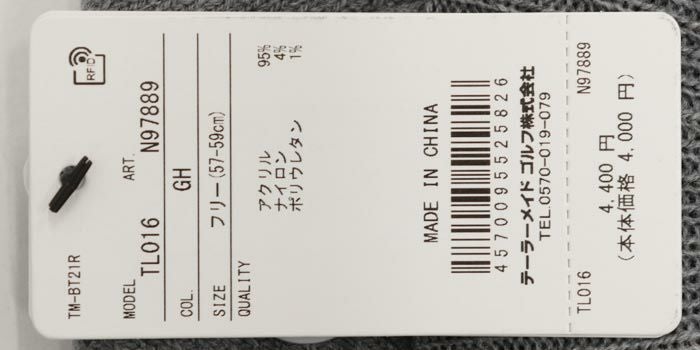 RFID
TM-BT21R
MODEL ART.
TL016 N97889
COL. GH
SIZE フリー(57-59cm)
QUALITY
アクリル 95%
ナイロン 4%
ポリウレタン 1%
MADE IN CHINA
4570095525826
テーラーメイド ゴルフ株式会社
TEL.0570-019-079
TL016 N97889
4,400 円
(本体価格 4,000 円)